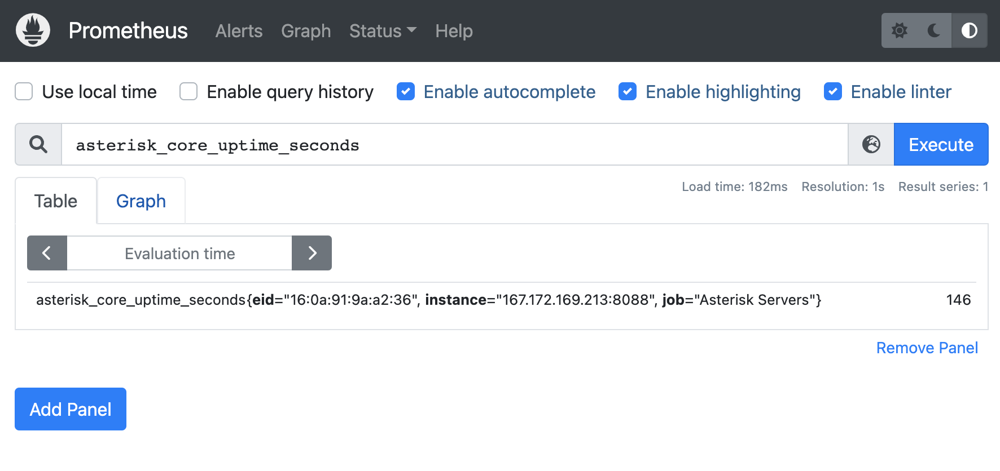 Prometheus Alerts Graph Status Help
Use local time Enable query history Enable autocomplete Enable highlighting Enable linter
asterisk_core_uptime_seconds Execute
Load time: 182ms Resolution: 1s Result series: 1
Table Graph
Evaluation time
asterisk_core_uptime_seconds{eid="16:0a:91:9a:a2:36", instance="167.172.169.213:8088", job="Asterisk Servers"} 146
Remove Panel
Add Panel